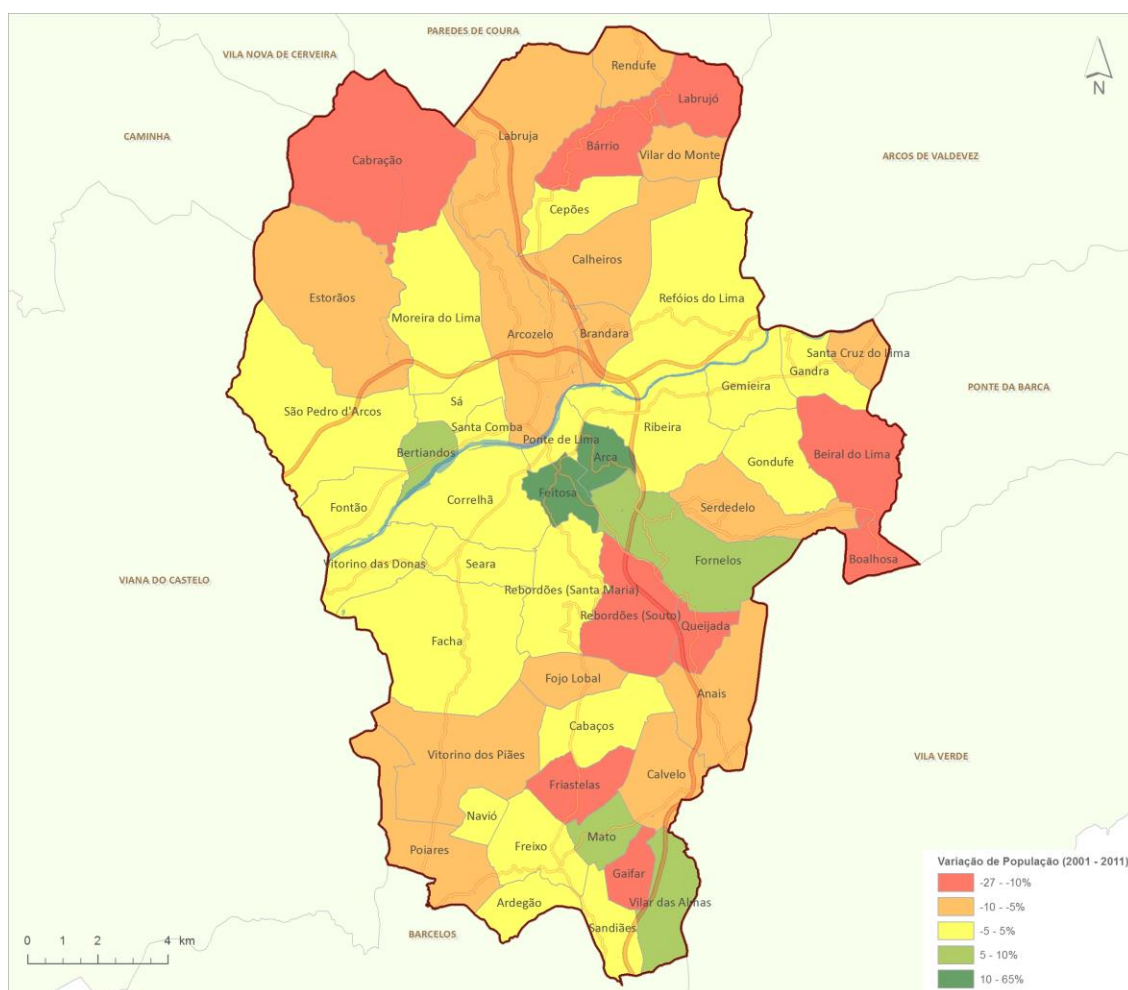 PAREDES DE COURA
VILA NOVA DE CERVEIRA
Rendufe
N
Labrujó
CAMINHA
Labruja
Bárrio
Vilar do Monte
ARCOS DE VALDEVEZ
Cabração
Cepões
Calheiros
Estorãos
Refóios do Lima
Moreira do Lima
Arcozelo
Brandara
Santa Cruz do Lima
Gandra
Gemieira
PONTE DA BARCA
São Pedro d'Arcos
Sá
Santa Comba
Ribeira
Ponte de Lima
Bertiandos
Arca
Beiral do Lima
Gondufe
Feitosa
Correlhã
Fontão
Serdedelo
Boalhosa
Fornelos
Vitorino das Donas
Seara
VIANA DO CASTELO
Rebordões (Santa Maria)
Rebordões (Souto)
Queijada
Facha
Fojo Lobal
Anais
Cabaços
Vitorino dos Piães
VILA VERDE
Calvelo
Friastelas
Navió
Mato
Freixo
Poiares
Gaifar
Ardegão
Vilar das Almas
Sandiães
BARCELOS
Variação de População (2001 - 2011)
-27 - -10%
-10 - -5%
-5 - 5%
5 - 10%
10 - 65%
0 1 2 4 km